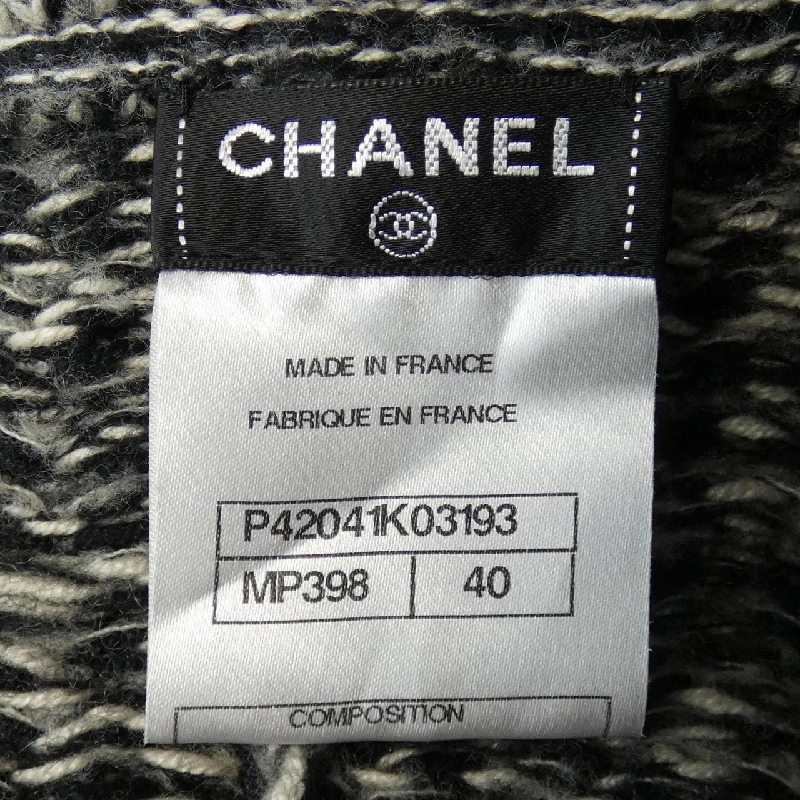 CHANEL
MADE IN FRANCE
FABRIQUE EN FRANCE
P42041K03193
MP398 40
COMPOSITION